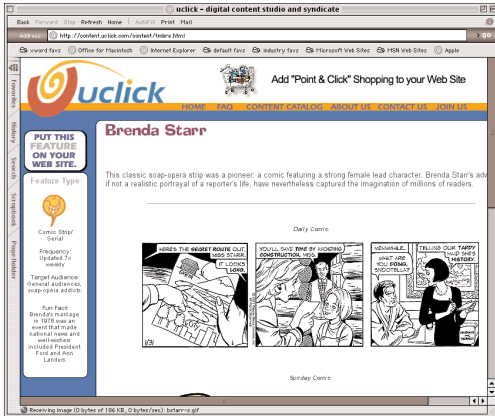 uclick - digital content studio and syndicate
Back Forward Stop Refresh Home AutoFill Print Mail
Address: http://content.uclick.com/content/tmbre.html go
xword favs Office for Macintosh Internet Explorer default favs industry favs Microsoft Web Sites MSN Web Sites Apple
Favorites
History
Search
Scrapbook
Page Holder
uclick
Add "Point & Click" Shopping to your Web Site
HOME FAQ CONTENT CATALOG ABOUT US CONTACT US JOIN US
PUT THIS
FEATURE
ON YOUR
WEB SITE.
Feature Type
Comic Strip/
Serial
Frequency:
Updated 7x
weekly
Target Audience:
General audiences,
soap-opera addicts.
Fun Fact:
Brenda's marriage
in 1976 was an
event that made
national news and
well-wishers
included President
Ford and Ann
Landers.
Brenda Starr
This classic soap-opera strip was a pioneer: a comic featuring a strong female lead character. Brenda Starr's adv
if not a realistic portrayal of a reporter's life, have nevertheless captured the imagination of millions of readers.
Daily Comic
HERE'S THE SECRET ROUTE OUT,
MISS STARR.
IT LOOKS
LONG.
1/31
YOU'LL SAVE TIME BY AVOIDING
CONSTRUCTION, MISS.
MEANWHILE...
WHAT ARE
YOU DOING,
SNOOTELLA?
TELLING OUR TARDY
MAID SHE'S
HISTORY.
Sunday Comic
Receiving image (0 bytes of 186 KB, 0 bytes/sec): bstarr-s.gif